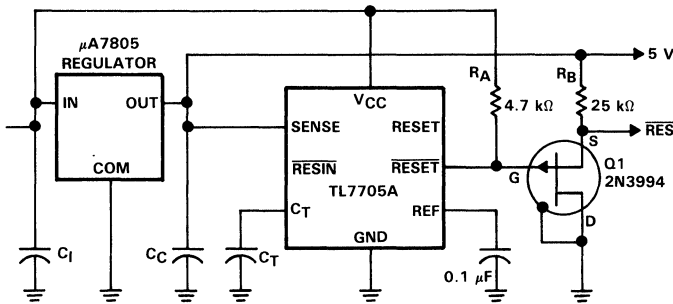 μA7805
REGULATOR
IN
OUT
COM
C_I
C_C
C_T
V_CC
SENSE
RESET
RESIN
RESET
TL7705A
C_T
REF
GND
0.1 μF
R_A
4.7 kΩ
R_B
25 kΩ
5 V
S
RES
Q1
2N3994
G
D